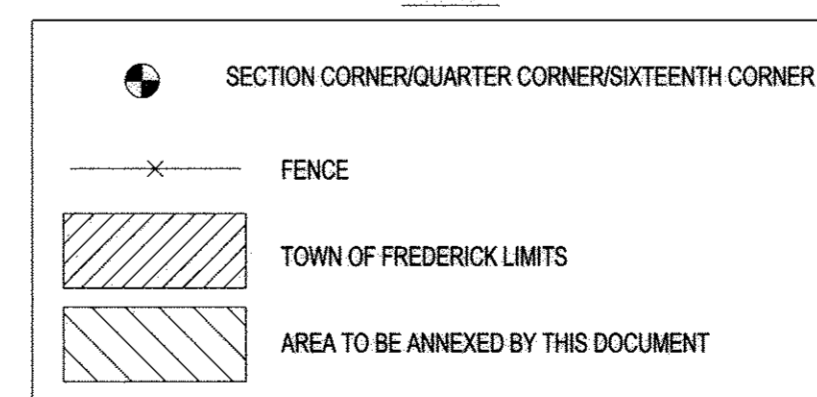 SECTION CORNER/QUARTER CORNER/SIXTEENTH CORNER
FENCE
TOWN OF FREDERICK LIMITS
AREA TO BE ANNEXED BY THIS DOCUMENT